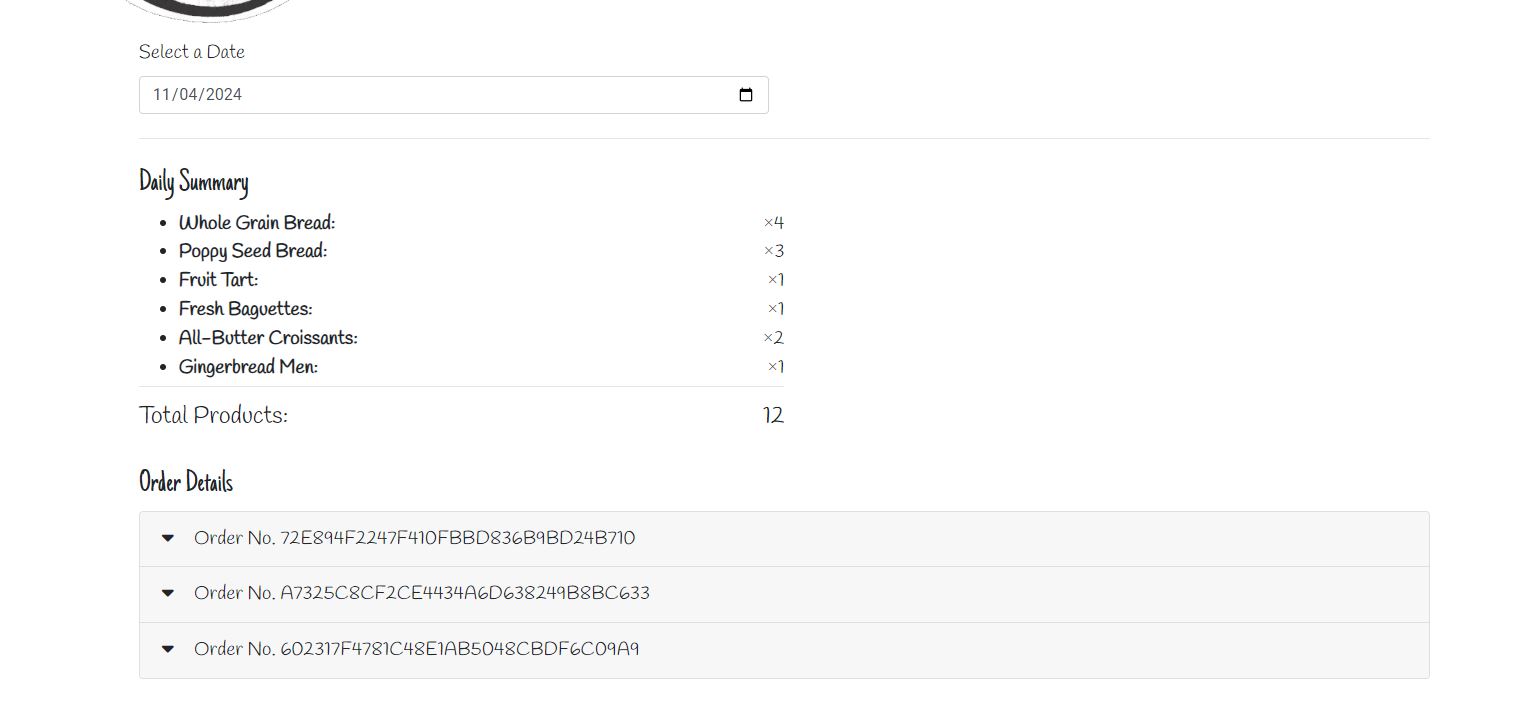 Select a Date
11/04/2024
Daily Summary
• Whole Grain Bread: ×4
• Poppy Seed Bread: ×3
• Fruit Tart: ×1
• Fresh Baguettes: ×1
• All-Butter Croissants: ×2
• Gingerbread Men: ×1
Total Products: 12
Order Details
Order No. 72E894F2247F410FBBD836B9BD24B710
Order No. A7325C8CF2CE4434A6D638249B8BC633
Order No. 602317F4781C48E1AB5048CBDF6C09A9